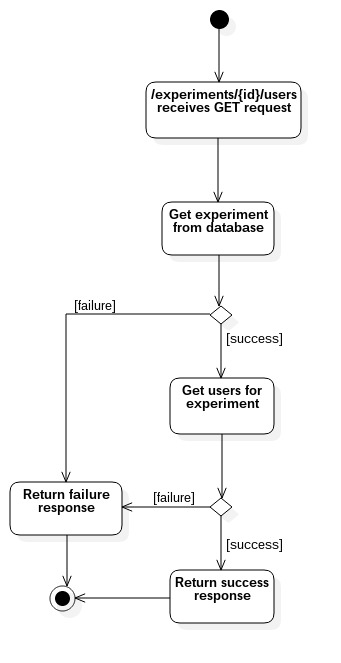 /experiments/{id}/users
receives GET request
Get experiment
from database
[failure]
[success]
Get users for
experiment
Return failure
response
[failure]
[success]
Return success
response